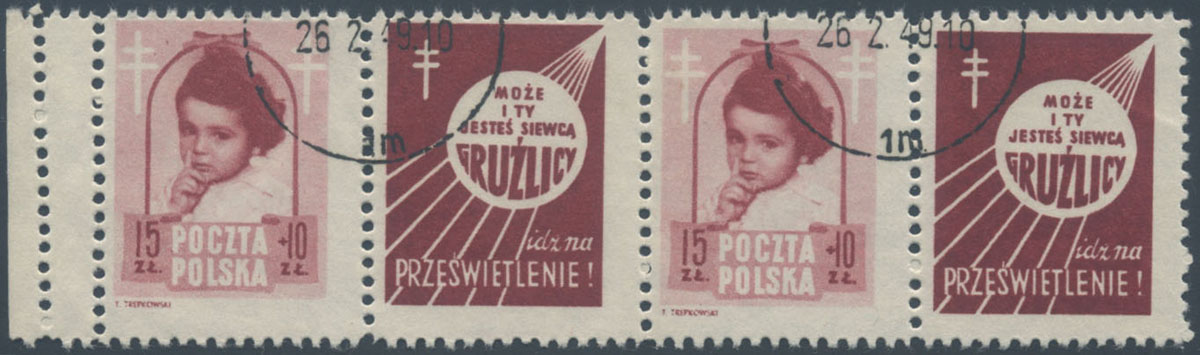 26 2. 49.10
1m
15 ZŁ. POCZTA POLSKA +10 ZŁ.
T. TREPKOWSKI
MOŻE
I TY
JESTEŚ SIEWCĄ
GRUŹLICY
idź na
PRZEŚWIETLENIE!
26 2. 49.10
1m
15 ZŁ. POCZTA POLSKA +10 ZŁ.
T. TREPKOWSKI
MOŻE
I TY
JESTEŚ SIEWCĄ
GRUŹLICY
idź na
PRZEŚWIETLENIE!